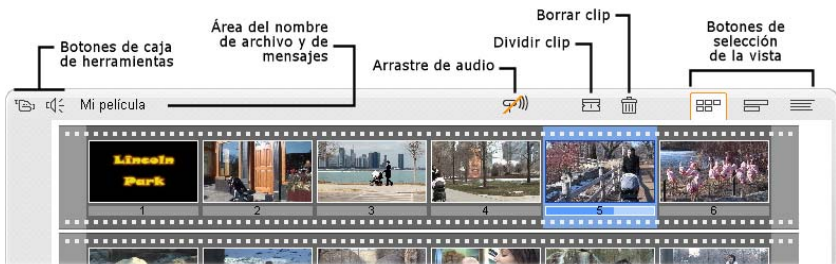 Botones de caja
de herramientas
Área del nombre
de archivo y de
mensajes
Arrastre de audio
Dividir clip
Borrar clip
Botones de
selección
de la vista
Mi película
Lincoln
Park
1 2 3 4 5 6